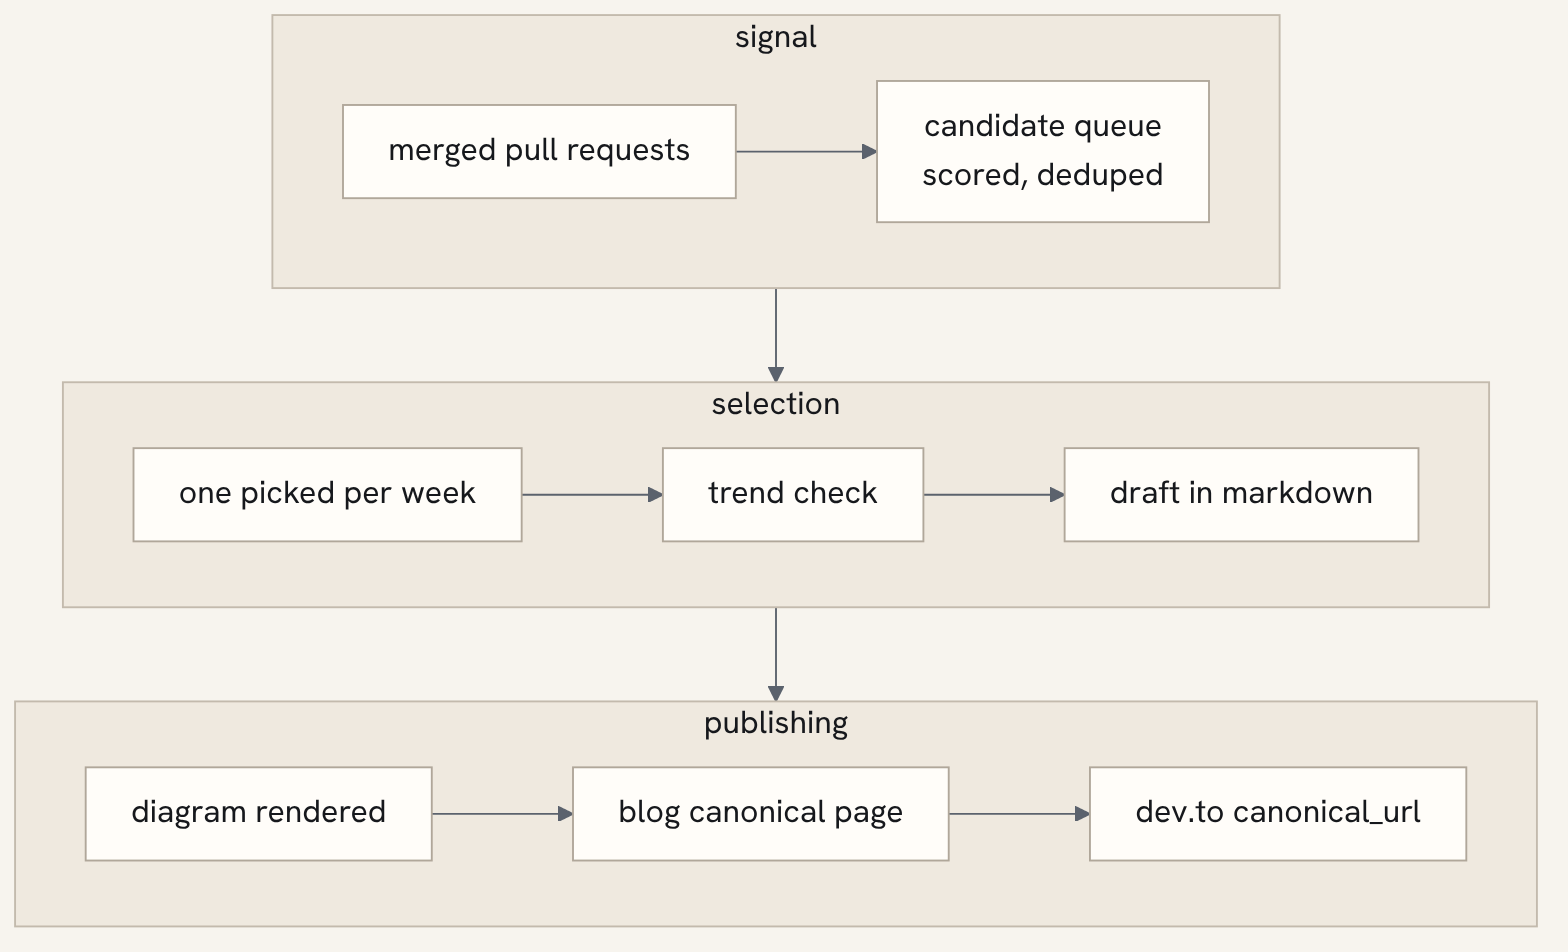 signal
merged pull requests
candidate queue
scored, deduped
selection
one picked per week
trend check
draft in markdown
publishing
diagram rendered
blog canonical page
dev.to canonical_url